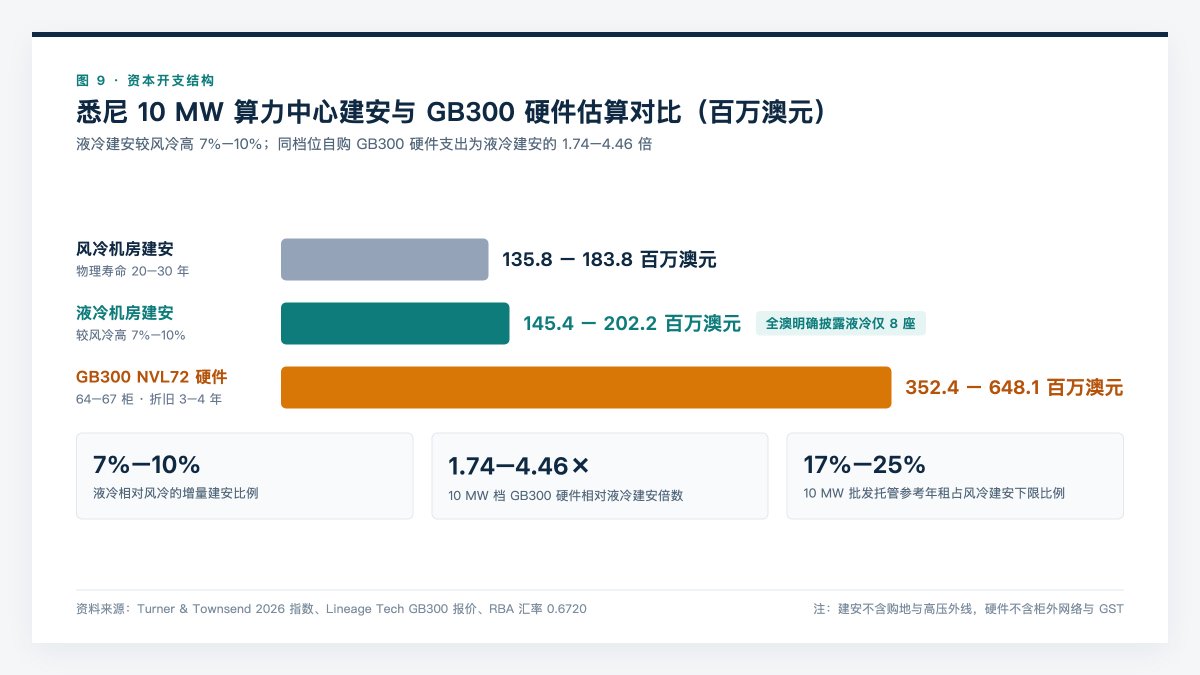 图 9 · 资本开支结构
悉尼 10 MW 算力中心建安与 GB300 硬件估算对比（百万澳元）
液冷建安较风冷高 7%—10%；同档位自购 GB300 硬件支出为液冷建安的 1.74—4.46 倍
风冷机房建安
物理寿命 20—30 年
135.8 — 183.8 百万澳元
液冷机房建安
较风冷高 7%—10%
145.4 — 202.2 百万澳元
全澳明确披露液冷仅 8 座
GB300 NVL72 硬件
64—67 柜 · 折旧 3—4 年
352.4 — 648.1 百万澳元
7%—10%
液冷相对风冷的增量建安比例
1.74—4.46×
10 MW 档 GB300 硬件相对液冷建安倍数
17%—25%
10 MW 批发托管参考年租占风冷建安下限比例
资料来源：Turner & Townsend 2026 指数、Lineage Tech GB300 报价、RBA 汇率 0.6720
注：建安不含购地与高压外线，硬件不含柜外网络与 GST